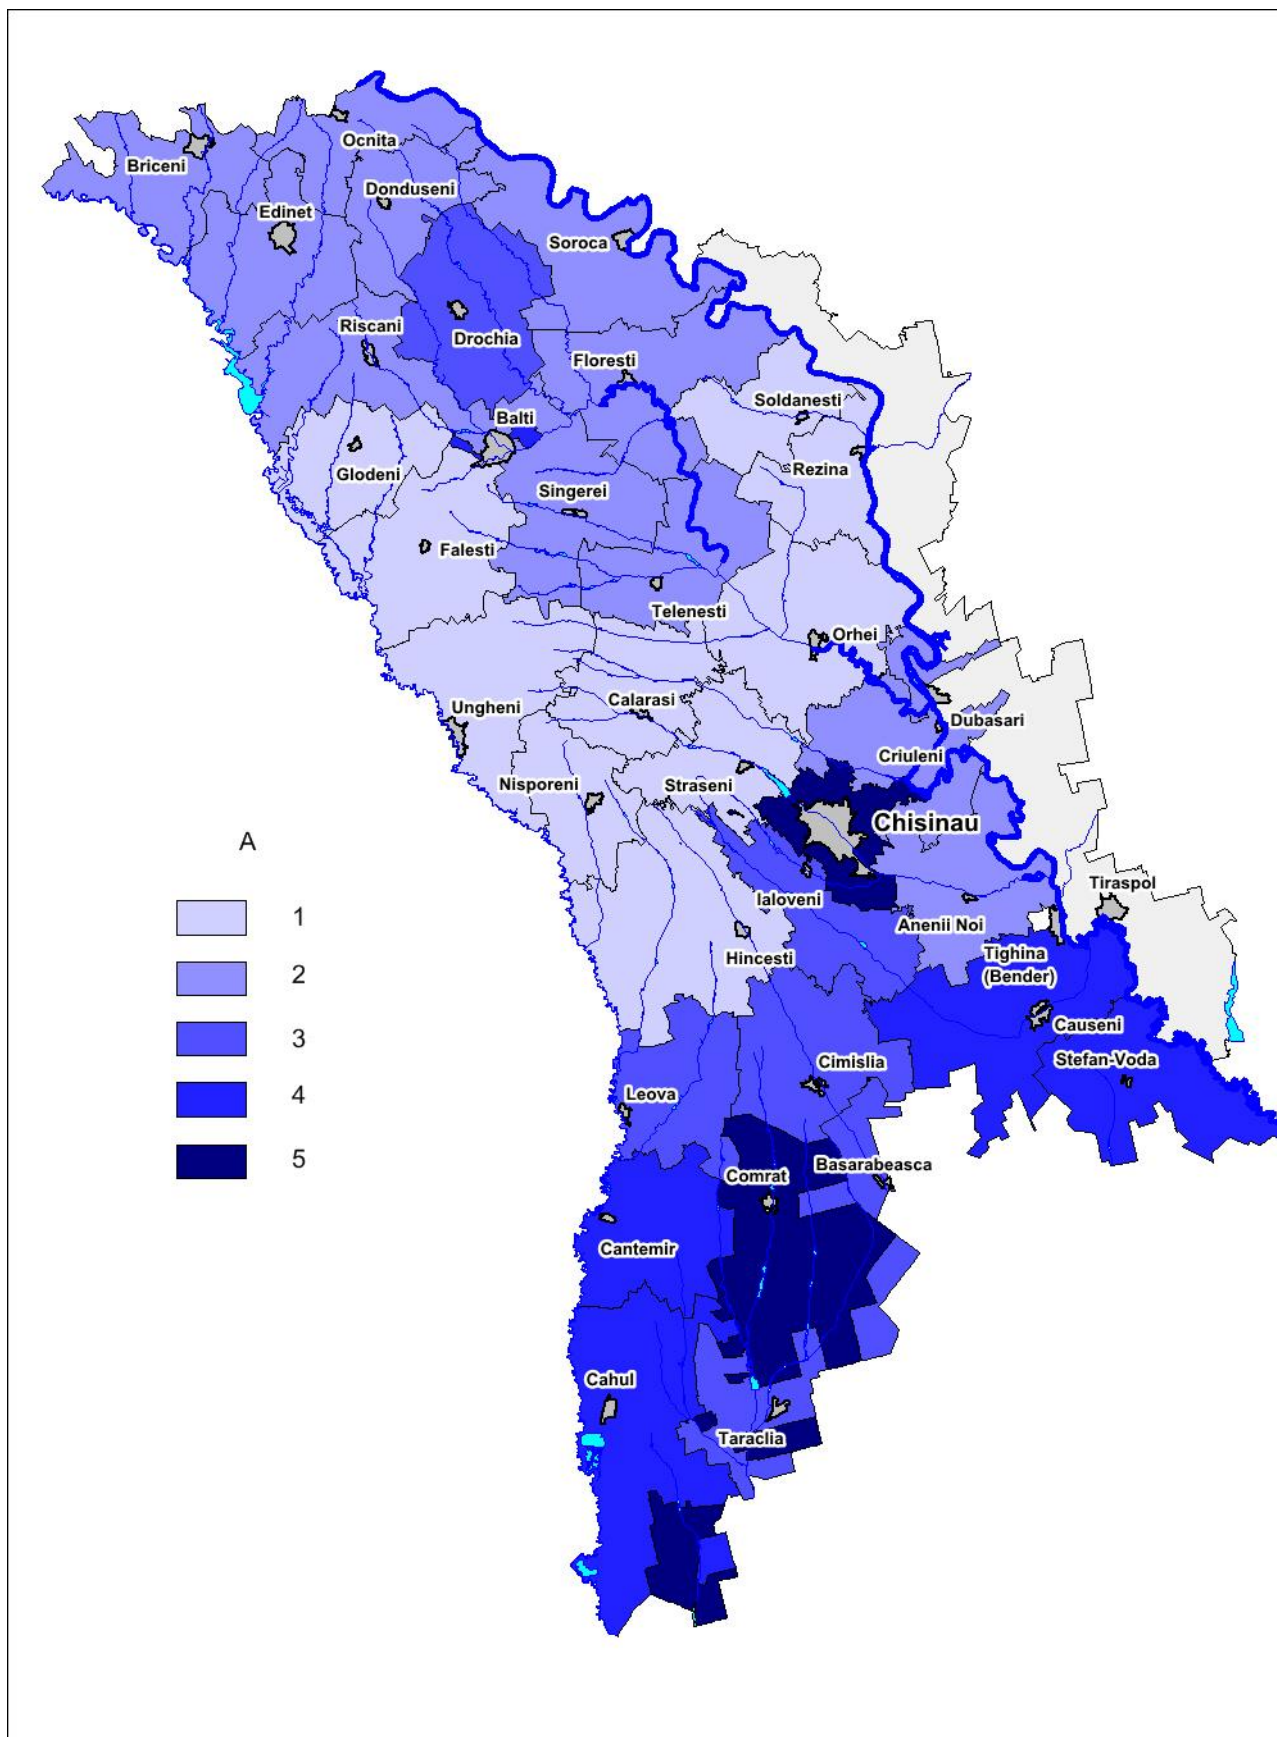 Ocnita
Briceni
Donduseni
Edinet
Soroca
Riscani
Drochia
Floresti
Soldanesti
Balti
Glodeni
Rezina
Singerei
Falesti
Telenesti
Orhei
Calarasi
Ungheni
Dubasari
Criuleni
Nisporeni
Straseni
Chisinau
A
Tiraspol
1
Ialoveni
Anenii Noi
Hincesti
Tighina
(Bender)
2
Causeni
3
Stefan-Voda
Cimislia
Leova
4
5
Basarabeasca
Comrat
Cantemir
Cahul
Taraclia